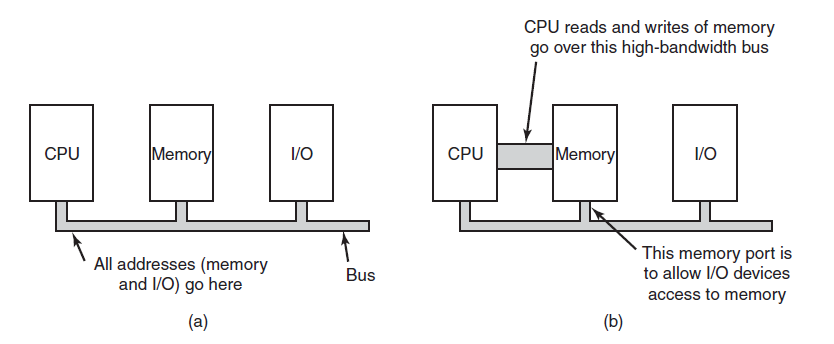 CPU reads and writes of memory
go over this high-bandwidth bus
CPU
Memory
I/O
CPU
Memory
I/O
All addresses (memory
and I/O) go here
Bus
This memory port is
to allow I/O devices
access to memory
(a)
(b)